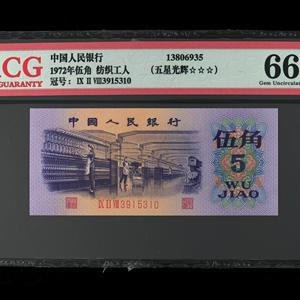 ACG
GUARANTY
中国人民银行
1972年伍角 纺织工人
冠号: IX II VIII3915310
13806935
(五星光辉☆☆☆)
66
Gem Uncirculated
中国人民银行
伍角
5
WU
JIAO
IX II VIII 3915310